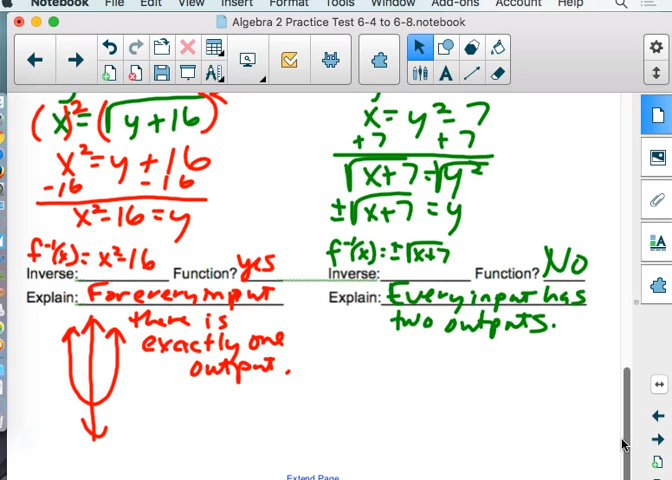 Notebook File Edit View Insert Format Tools Window Add-ons Account Help
Algebra 2 Practice Test 6-4 to 6-8.notebook
(x)² = (√y+16)²
x² = y + 16
-16 -16
x²-16 = y
f⁻¹(x) = x²-16
Inverse: Function? yes
Explain: For every input
there is
exactly one
output.
x = y² - 7
+7 +7
√x+7 = √y²
±√x+7 = y
f⁻¹(x) = ±√x+7
Inverse: Function? No
Explain: Every input has
two outputs.
Extend Page